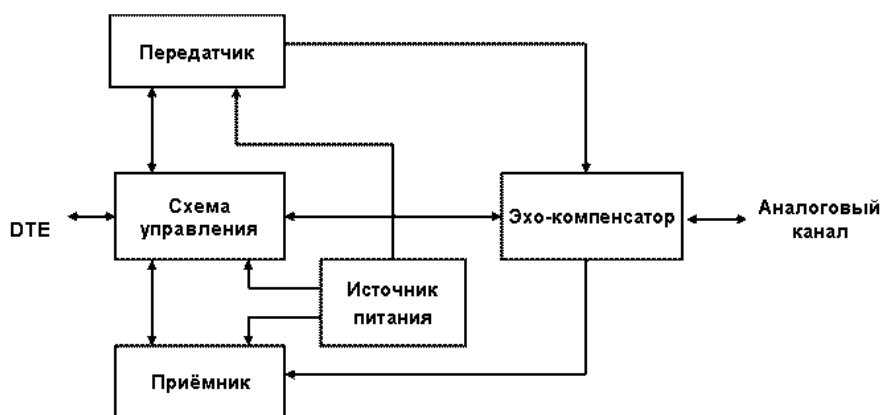 Передатчик
Схема
управления
DTE
Эхо-компенсатор
Аналоговый
канал
Источник
питания
Приёмник